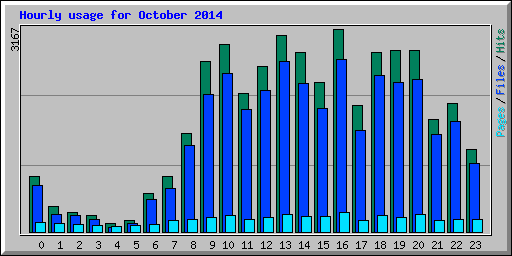 Hourly usage for October 2014
3167
Pages / Files / Hits
0 1 2 3 4 5 6 7 8 9 10 11 12 13 14 15 16 17 18 19 20 21 22 23